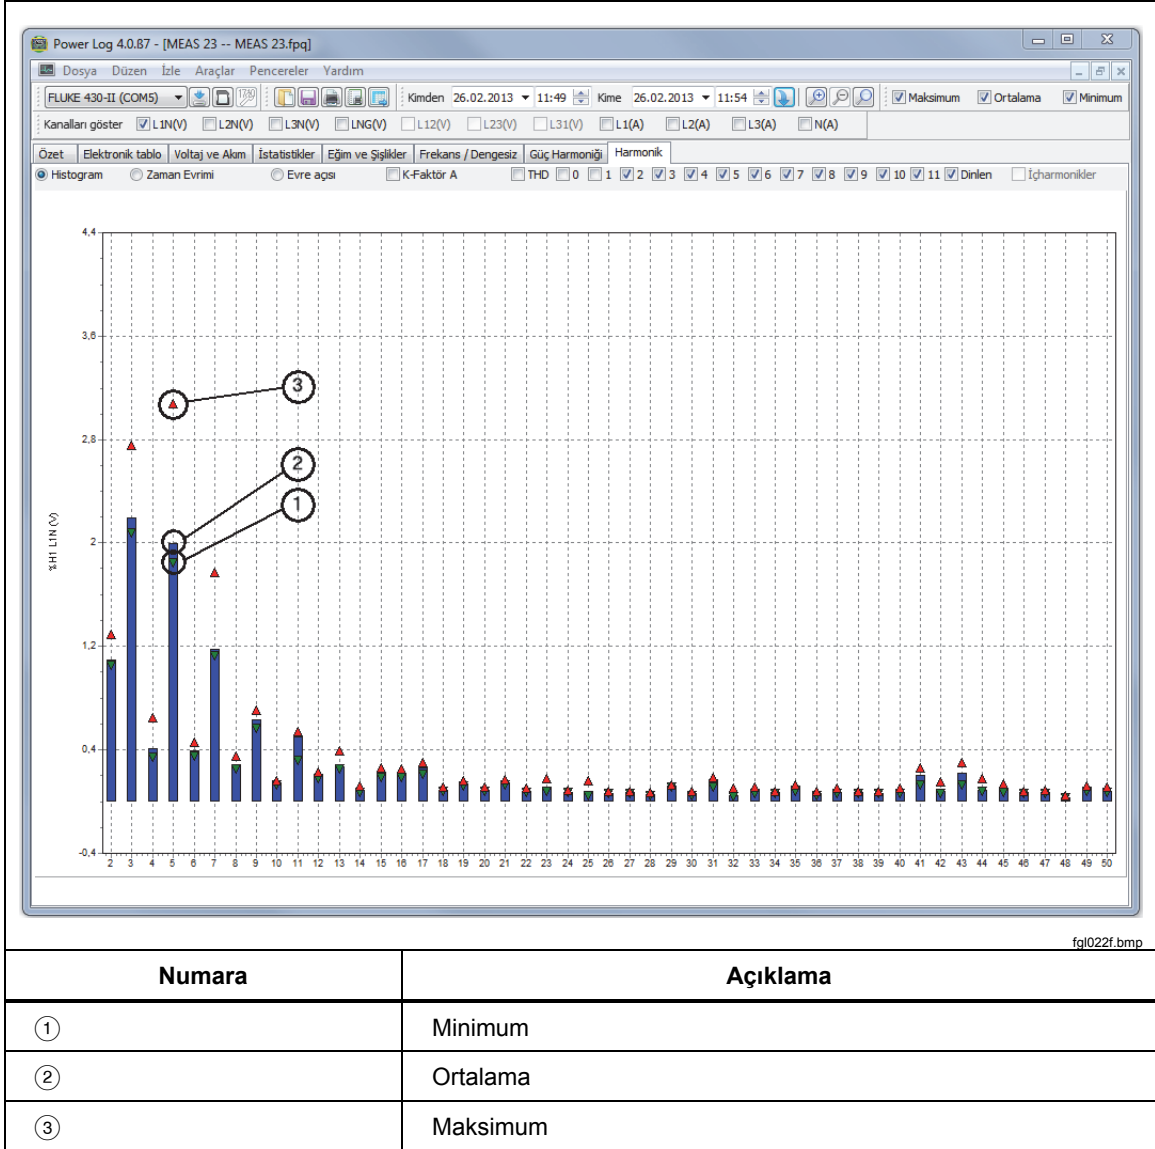 Power Log 4.0.87 - [MEAS 23 -- MEAS 23.fpq]
Dosya Düzen İzle Araçlar Pencereler Yardım
FLUKE 430-II (COM5) Kimden 26.02.2013 11:49 Kime 26.02.2013 11:54 Maksimum Ortalama Minimum
Kanalları göster L1N(V) L2N(V) L3N(V) LNG(V) L12(V) L23(V) L31(V) L1(A) L2(A) L3(A) N(A)
Özet Elektronik tablo Voltaj ve Akım İstatistikler Eğim ve Şişlikler Frekans / Dengesiz Güç Harmoniği Harmonik
Histogram Zaman Evrimi Evre açısı K-Faktör A THD 0 1 2 3 4 5 6 7 8 9 10 11 Dinlen İçharmonikler
4,4
3,6
3
2,8
2
1
%H1 L1N (V)
2
1,2
0,4
-0,4
2 3 4 5 6 7 8 9 10 11 12 13 14 15 16 17 18 19 20 21 22 23 24 25 26 27 28 29 30 31 32 33 34 35 36 37 38 39 40 41 42 43 44 45 46 47 48 49 50
fgl022f.bmp
Numara Açıklama
1 Minimum
2 Ortalama
3 Maksimum